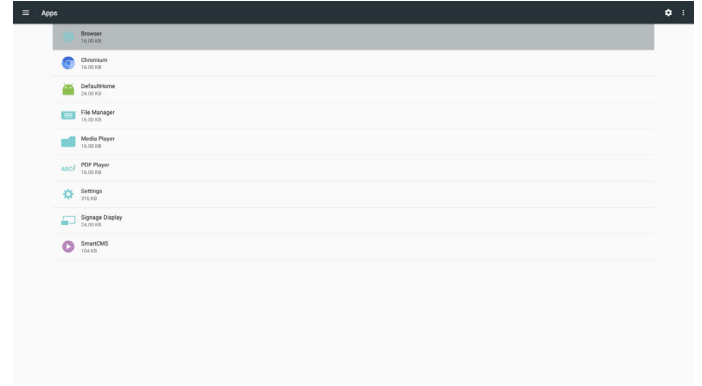 Apps
Browser
16.00 KB
Chromium
16.00 KB
DefaultHome
24.00 KB
File Manager
16.00 KB
Media Player
16.00 KB
PDF Player
16.00 KB
Settings
316 KB
Signage Display
24.00 KB
SmartCMS
104 KB